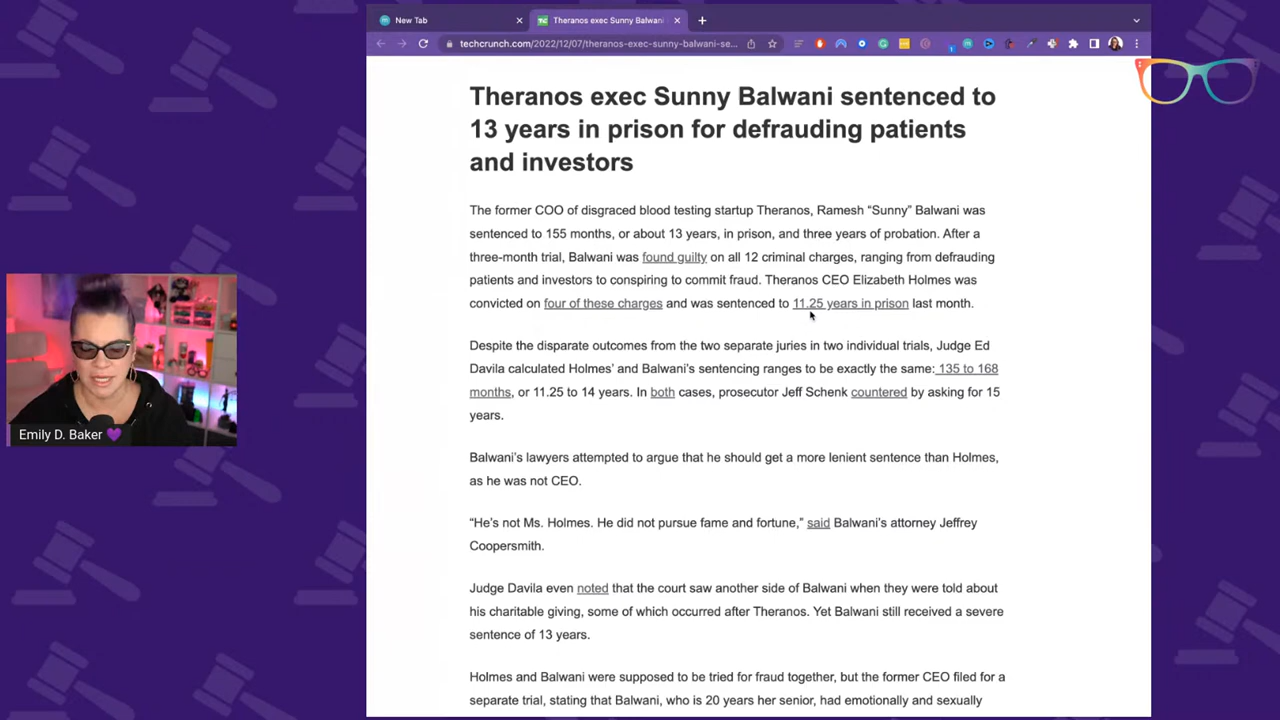 New Tab
Theranos exec Sunny Balwani
techcrunch.com/2022/12/07/theranos-exec-sunny-balwani-se...
Theranos exec Sunny Balwani sentenced to
13 years in prison for defrauding patients
and investors
The former COO of disgraced blood testing startup Theranos, Ramesh “Sunny” Balwani was
sentenced to 155 months, or about 13 years, in prison, and three years of probation. After a
three-month trial, Balwani was found guilty on all 12 criminal charges, ranging from defrauding
patients and investors to conspiring to commit fraud. Theranos CEO Elizabeth Holmes was
convicted on four of these charges and was sentenced to 11.25 years in prison last month.
Despite the disparate outcomes from the two separate juries in two individual trials, Judge Ed
Davila calculated Holmes’ and Balwani’s sentencing ranges to be exactly the same: 135 to 168
months, or 11.25 to 14 years. In both cases, prosecutor Jeff Schenk countered by asking for 15
years.
Balwani’s lawyers attempted to argue that he should get a more lenient sentence than Holmes,
as he was not CEO.
“He’s not Ms. Holmes. He did not pursue fame and fortune,” said Balwani’s attorney Jeffrey
Coopersmith.
Judge Davila even noted that the court saw another side of Balwani when they were told about
his charitable giving, some of which occurred after Theranos. Yet Balwani still received a severe
sentence of 13 years.
Holmes and Balwani were supposed to be tried for fraud together, but the former CEO filed for a
separate trial, stating that Balwani, who is 20 years her senior, had emotionally and sexually
Emily D. Baker 💜